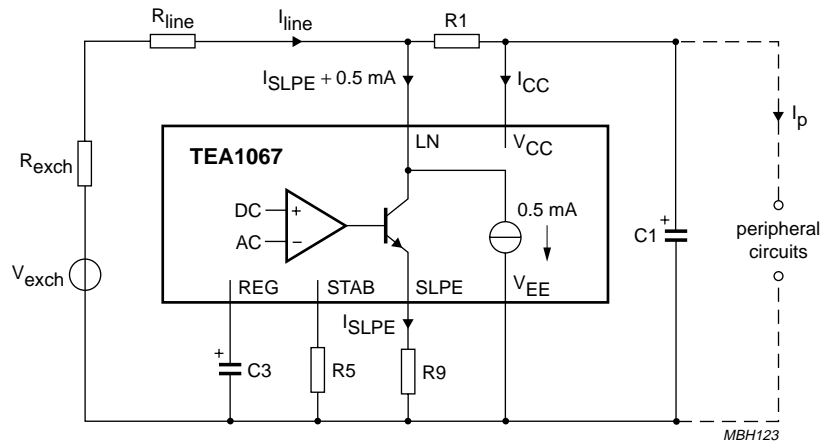 Rline
Iline
R1
ISLPE + 0.5 mA
ICC
Ip
TEA1067
LN
VCC
Rexch
DC
+
AC
−
0.5 mA
+
C1
peripheral
circuits
Vexch
REG
STAB
SLPE
VEE
ISLPE
+
C3
R5
R9
MBH123